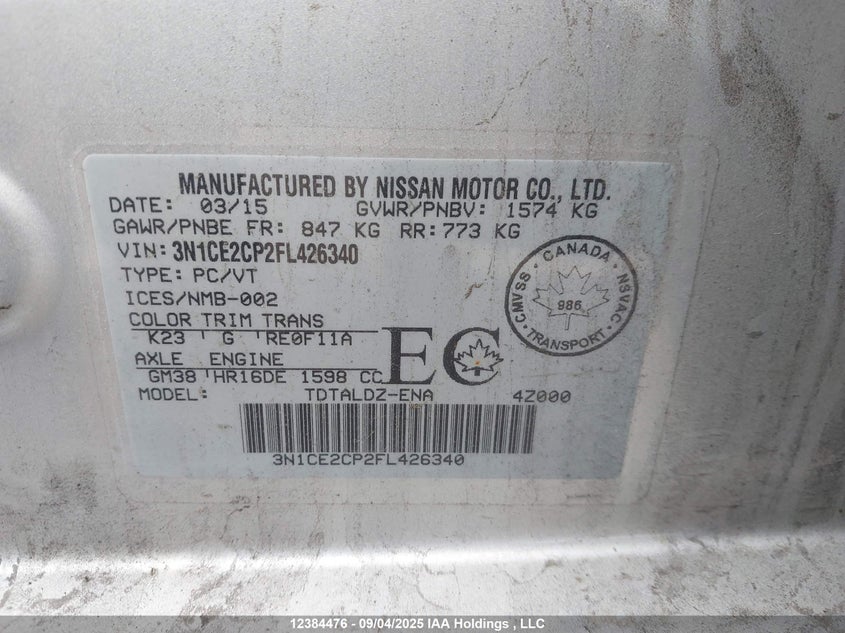 MANUFACTURED BY NISSAN MOTOR CO., LTD.
DATE: 03/15 GVWR/PNBV: 1574 KG
GAWR/PNBE FR: 847 KG RR: 773 KG
VIN: 3N1CE2CP2FL426340
TYPE: PC/VT
ICES/NMB-002
COLOR TRIM TRANS
K23 G RE0F11A
AXLE ENGINE
GM38 HR16DE 1598 CC
EC
CANADA
CMVSS
NSVAC
986
TRANSPORT
MODEL: TDTALDZ-ENA 4Z000
3N1CE2CP2FL426340
12384476 - 09/04/2025 IAA Holdings , LLC